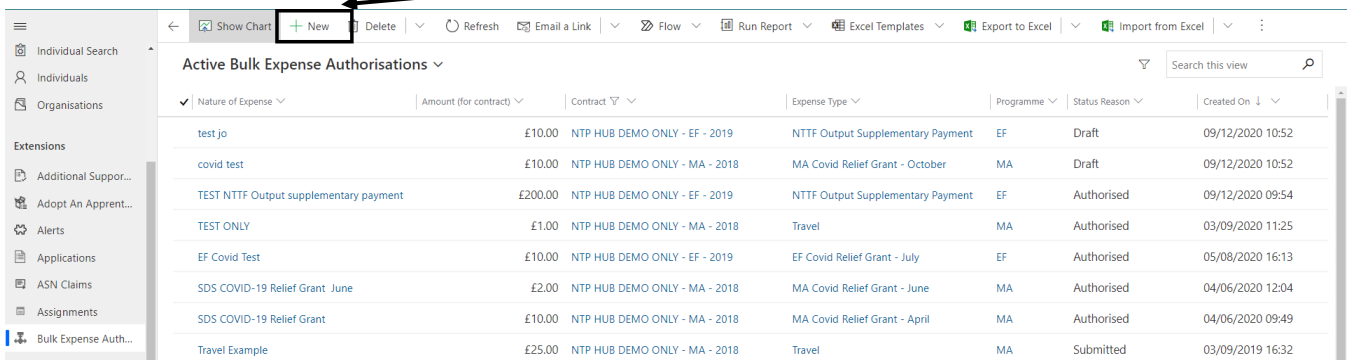 Show Chart New Delete Refresh Email a Link Flow Run Report Excel Templates Export to Excel Import from Excel
Individual Search
Individuals
Organisations
Extensions
Additional Suppor...
Adopt An Apprent...
Alerts
Applications
ASN Claims
Assignments
Bulk Expense Auth...
Active Bulk Expense Authorisations
Search this view
Nature of Expense Amount (for contract) Contract Expense Type Programme Status Reason Created On
test jo £10.00 NTP HUB DEMO ONLY - EF - 2019 NTTF Output Supplementary Payment EF Draft 09/12/2020 10:52
covid test £10.00 NTP HUB DEMO ONLY - MA - 2018 MA Covid Relief Grant - October MA Draft 09/12/2020 10:52
TEST NTTF Output supplementary payment £200.00 NTP HUB DEMO ONLY - EF - 2019 NTTF Output Supplementary Payment EF Authorised 09/12/2020 09:54
TEST ONLY £1.00 NTP HUB DEMO ONLY - MA - 2018 Travel MA Authorised 03/09/2020 11:25
EF Covid Test £10.00 NTP HUB DEMO ONLY - EF - 2019 EF Covid Relief Grant - July EF Authorised 05/08/2020 16:13
SDS COVID-19 Relief Grant June £2.00 NTP HUB DEMO ONLY - MA - 2018 MA Covid Relief Grant - June MA Authorised 04/06/2020 12:04
SDS COVID-19 Relief Grant £10.00 NTP HUB DEMO ONLY - MA - 2018 MA Covid Relief Grant - April MA Authorised 04/06/2020 09:49
Travel Example £25.00 NTP HUB DEMO ONLY - MA - 2018 Travel MA Submitted 03/09/2019 16:32